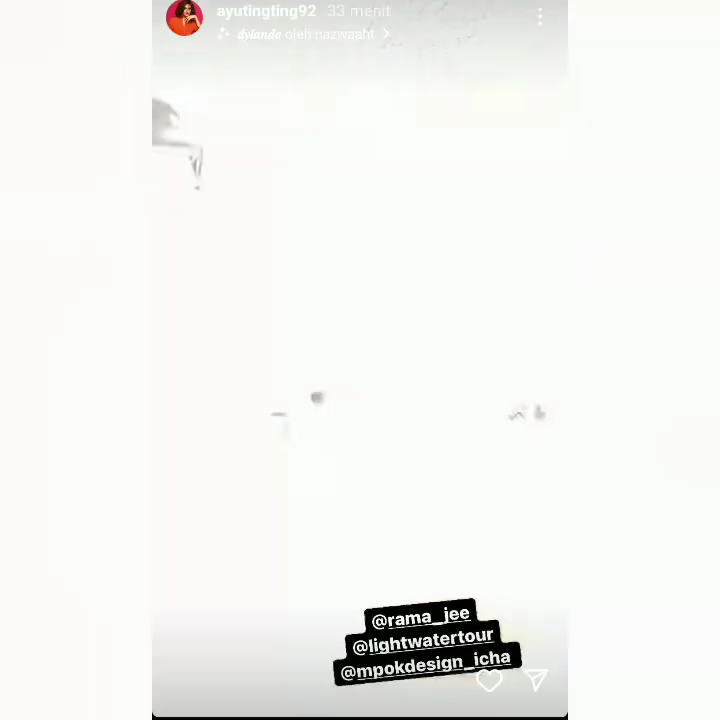 ayutingting92 33 menit
dylanda oleh nazwaaht
@rama_jee
@lightwatertour
@mpokdesign_icha